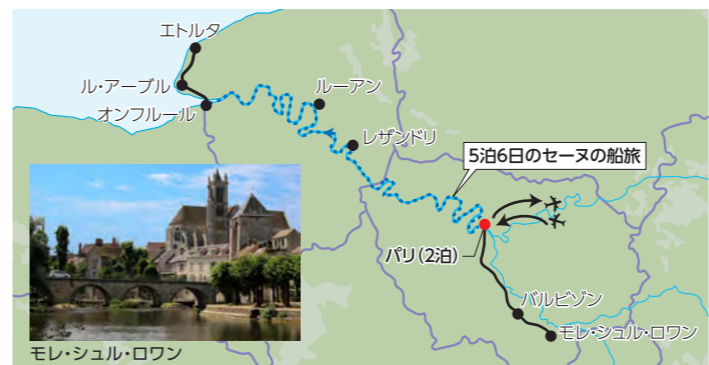 エトルタ
ル・アーブル
オンフルール
ルーアン
レザンドリ
5泊6日のセーヌの船旅
パリ(2泊)
バルビゾン
モレ・シュル・ロワン
モレ・シュル・ロワン